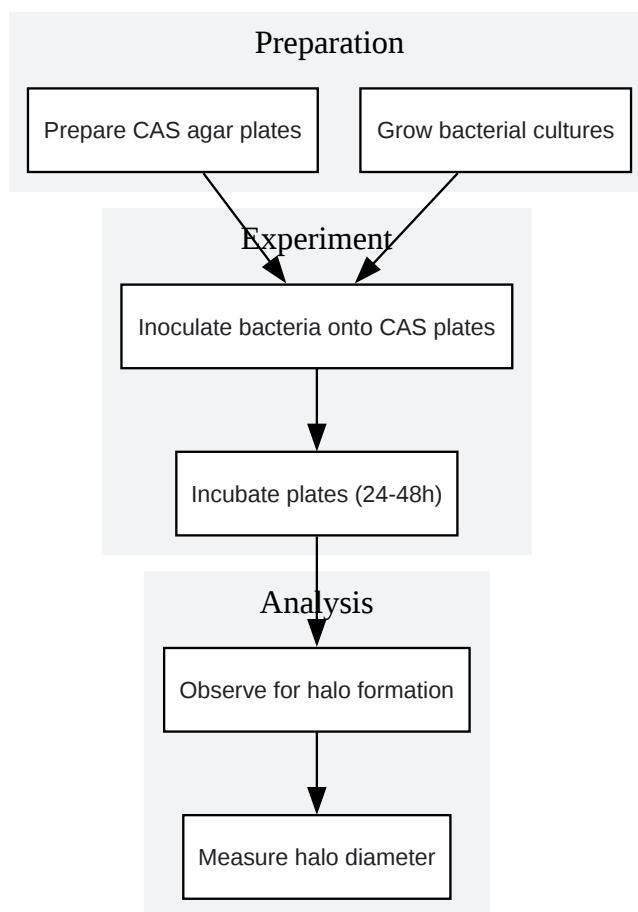 Preparation
Prepare CAS agar plates
Grow bacterial cultures
Experiment
Inoculate bacteria onto CAS plates
Incubate plates (24-48h)
Analysis
Observe for halo formation
Measure halo diameter